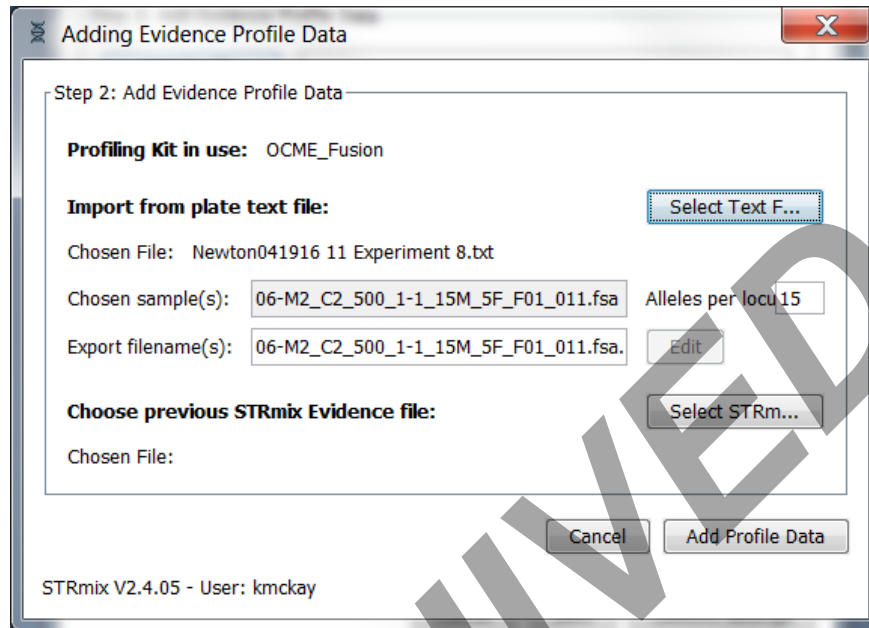 Adding Evidence Profile Data
Step 2: Add Evidence Profile Data
Profiling Kit in use: OCME_Fusion
Import from plate text file: Select Text F...
Chosen File: Newton041916 11 Experiment 8.txt
Chosen sample(s): 06-M2_C2_500_1-1_15M_5F_F01_011.fsa Alleles per locu 15
Export filename(s): 06-M2_C2_500_1-1_15M_5F_F01_011.fsa. Edit
Choose previous STRmix Evidence file: Select STRm...
Chosen File:
Cancel Add Profile Data
STRmix V2.4.05 - User: kmckay
IVED